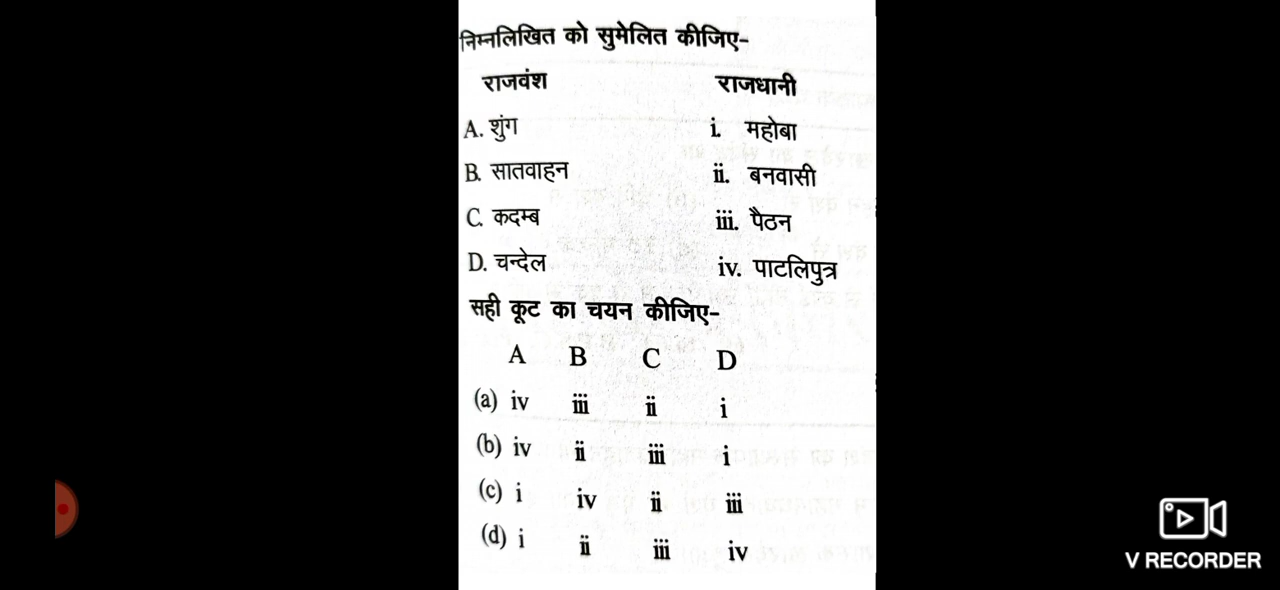 निम्नलिखित को सुमेलित कीजिए-
राजवंश राजधानी
A. शुंग i. महोबा
B. सातवाहन ii. बनवासी
C. कदम्ब iii. पैठन
D. चन्देल iv. पाटलिपुत्र
सही कूट का चयन कीजिए-
A B C D
(a) iv iii ii i
(b) iv ii iii i
(c) i iv ii iii
(d) i ii iii iv
V RECORDER